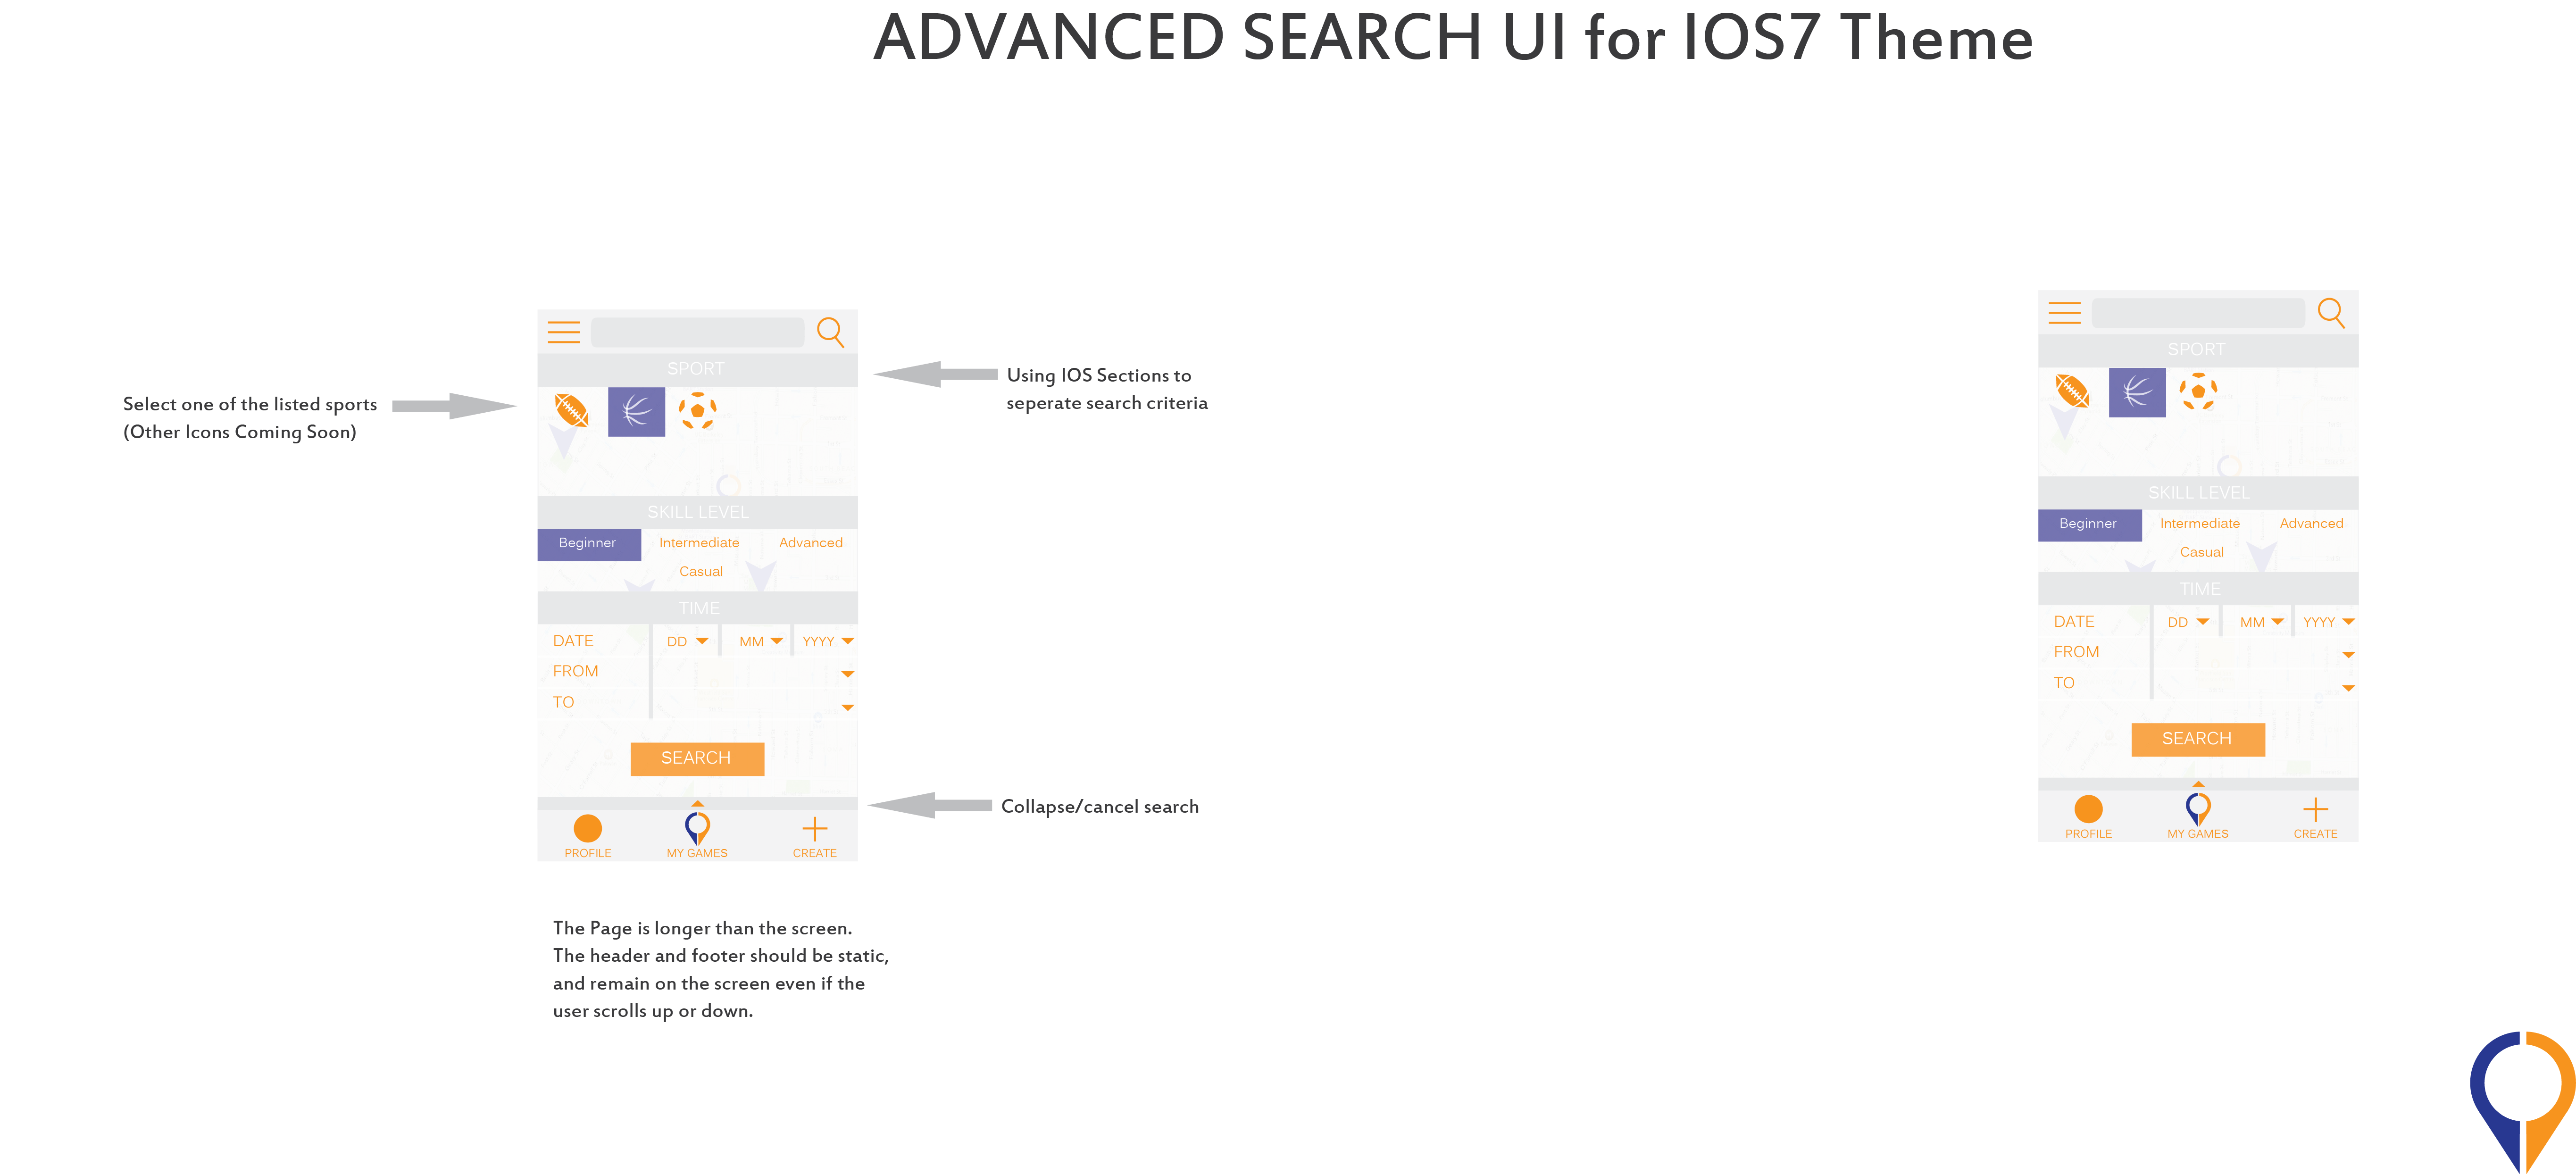 ADVANCED SEARCH UI for IOS7 Theme
Select one of the listed sports
(Other Icons Coming Soon)
SPORT
SKILL LEVEL
Beginner Intermediate Advanced
Casual
TIME
DATE DD MM YYYY
FROM
TO
SEARCH
PROFILE MY GAMES CREATE
Using IOS Sections to
seperate search criteria
Collapse/cancel search
The Page is longer than the screen.
The header and footer should be static,
and remain on the screen even if the
user scrolls up or down.
SPORT
SKILL LEVEL
Beginner Intermediate Advanced
Casual
TIME
DATE DD MM YYYY
FROM
TO
SEARCH
PROFILE MY GAMES CREATE